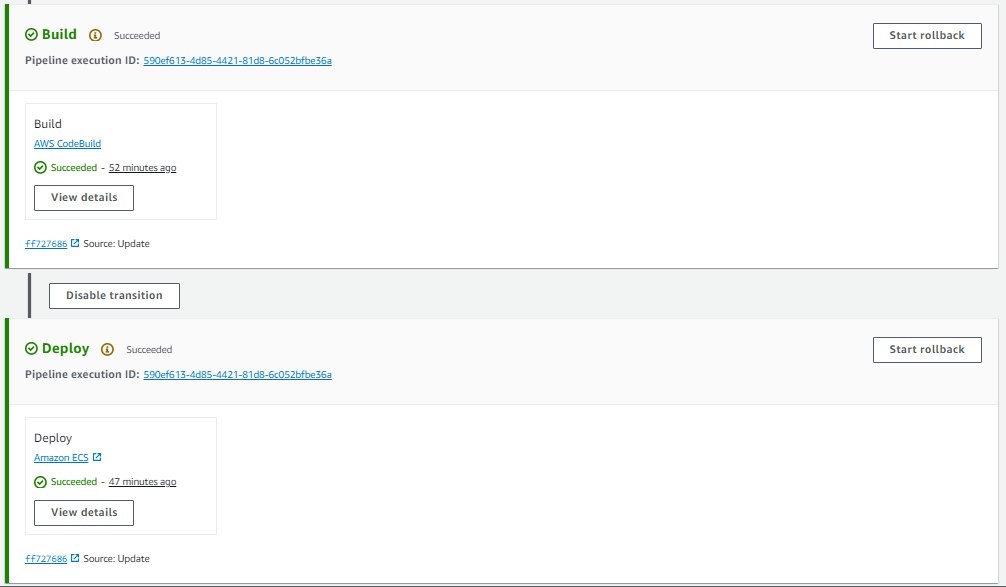 Build Succeeded
Start rollback
Pipeline execution ID: 590ef613-4d85-4421-81d8-6c052bfbe36a
Build
AWS CodeBuild
Succeeded - 52 minutes ago
View details
ff727686 Source: Update
Disable transition
Deploy Succeeded
Start rollback
Pipeline execution ID: 590ef613-4d85-4421-81d8-6c052bfbe36a
Deploy
Amazon ECS
Succeeded - 47 minutes ago
View details
ff727686 Source: Update